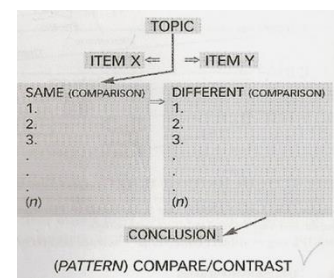 TOPIC
ITEM X ⇐ ⇒ ITEM Y
SAME (COMPARISON) ⇒ DIFFERENT (COMPARISON)
1. 1.
2. 2.
3. 3.
. .
. .
. .
(n) (n)
CONCLUSION
(PATTERN) COMPARE/CONTRAST